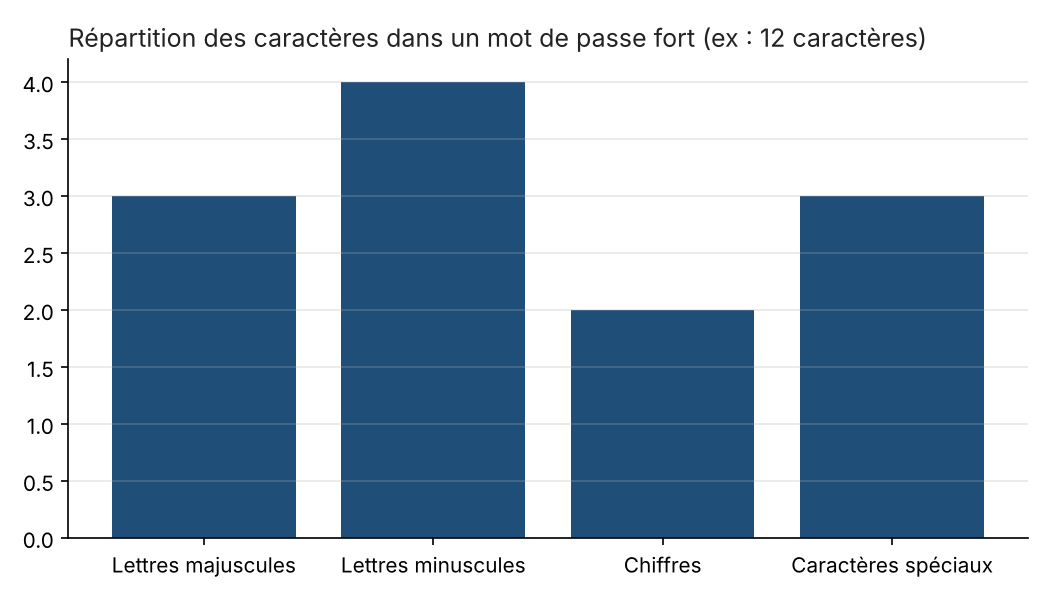 Répartition des caractères dans un mot de passe fort (ex : 12 caractères)
4.0
3.5
3.0
2.5
2.0
1.5
1.0
0.5
0.0
Lettres majuscules
Lettres minuscules
Chiffres
Caractères spéciaux